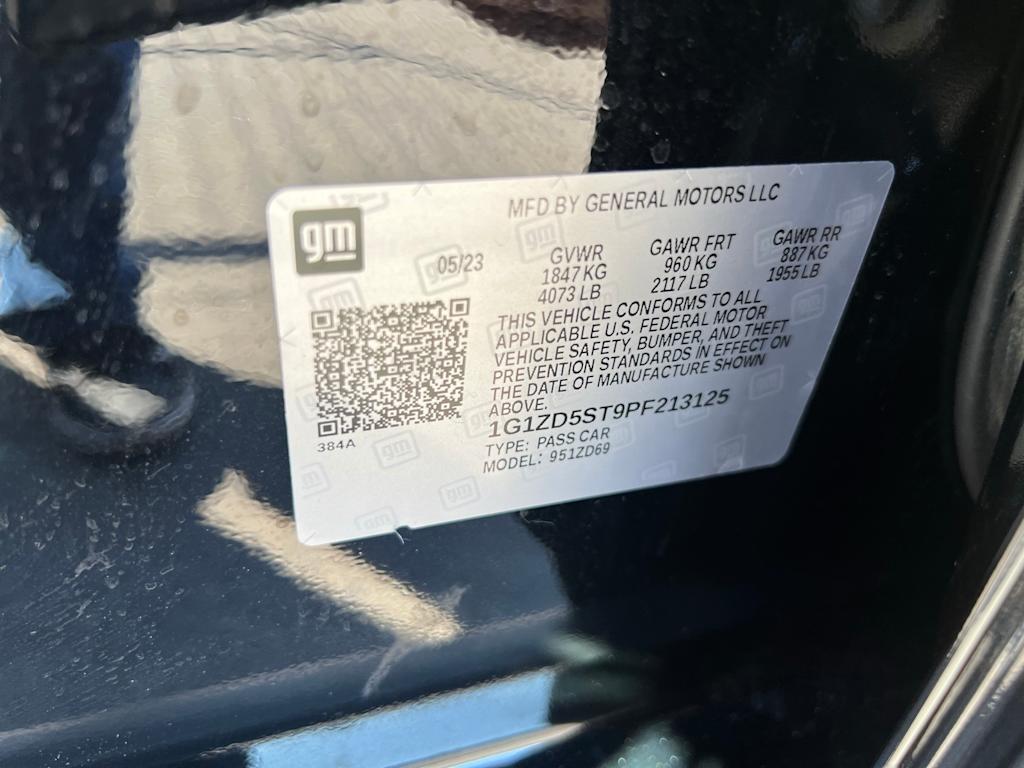 MFD BY GENERAL MOTORS LLC
gm
05/23
GVWR
1847 KG
4073 LB
GAWR FRT
960 KG
2117 LB
GAWR RR
887 KG
1955 LB
THIS VEHICLE CONFORMS TO ALL
APPLICABLE U.S. FEDERAL MOTOR
VEHICLE SAFETY, BUMPER, AND THEFT
PREVENTION STANDARDS IN EFFECT ON
THE DATE OF MANUFACTURE SHOWN
ABOVE.
1G1ZD5ST9PF213125
TYPE: PASS CAR
MODEL: 951ZD69
384A